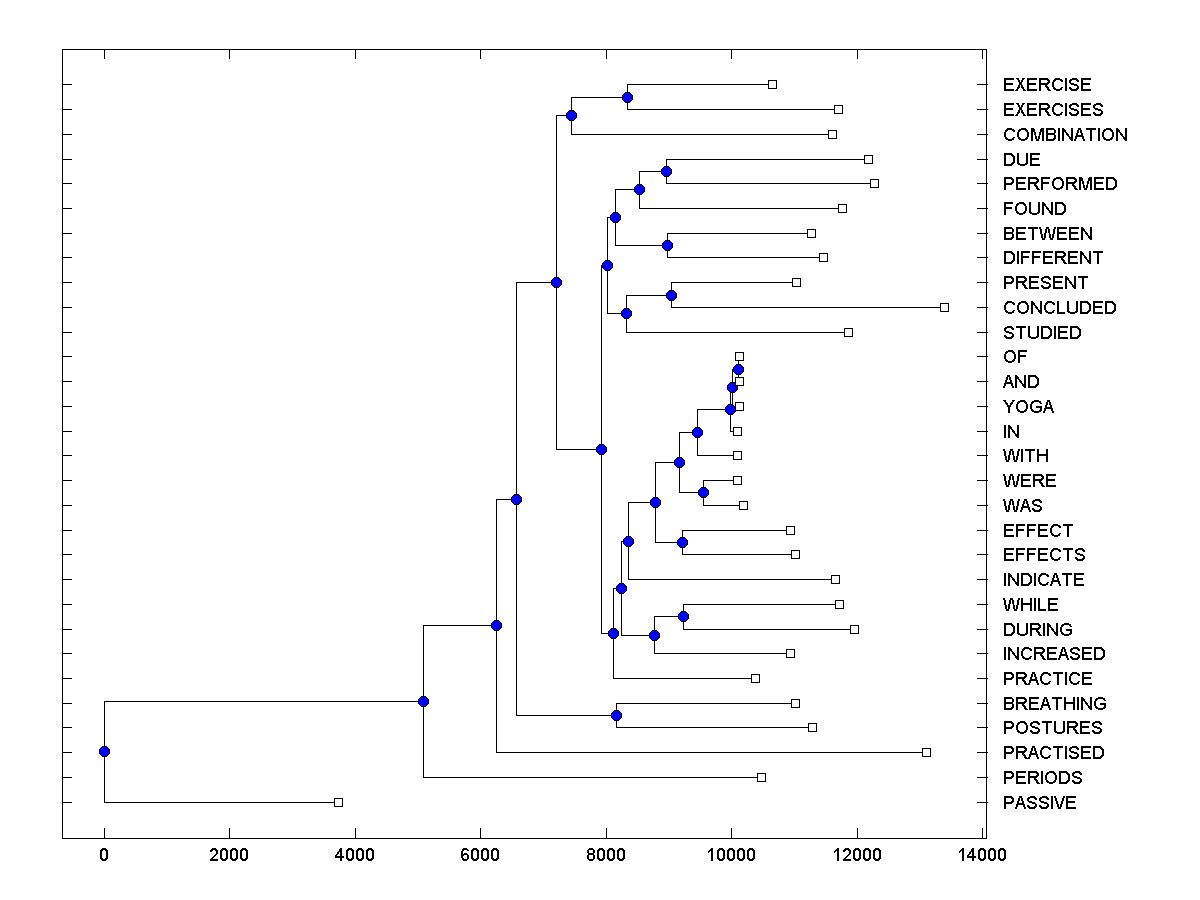 EXERCISE
EXERCISES
COMBINATION
DUE
PERFORMED
FOUND
BETWEEN
DIFFERENT
PRESENT
CONCLUDED
STUDIED
OF
AND
YOGA
IN
WITH
WERE
WAS
EFFECT
EFFECTS
INDICATE
WHILE
DURING
INCREASED
PRACTICE
BREATHING
POSTURES
PRACTISED
PERIODS
PASSIVE
0 2000 4000 6000 8000 10000 12000 14000